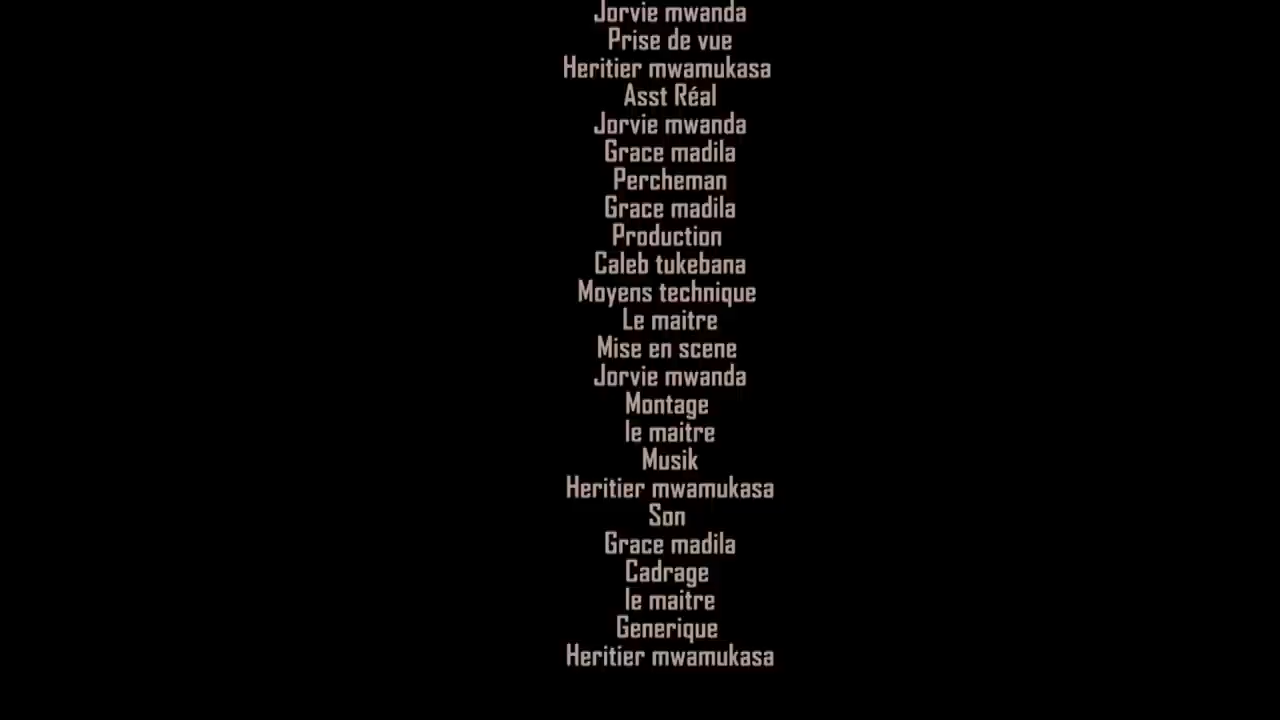 Jorvie mwanda
Prise de vue
Heritier mwamukasa
Asst Réal
Jorvie mwanda
Grace madila
Percheman
Grace madila
Production
Caleb tukebana
Moyens technique
Le maitre
Mise en scene
Jorvie mwanda
Montage
le maitre
Musik
Heritier mwamukasa
Son
Grace madila
Cadrage
le maitre
Generique
Heritier mwamukasa